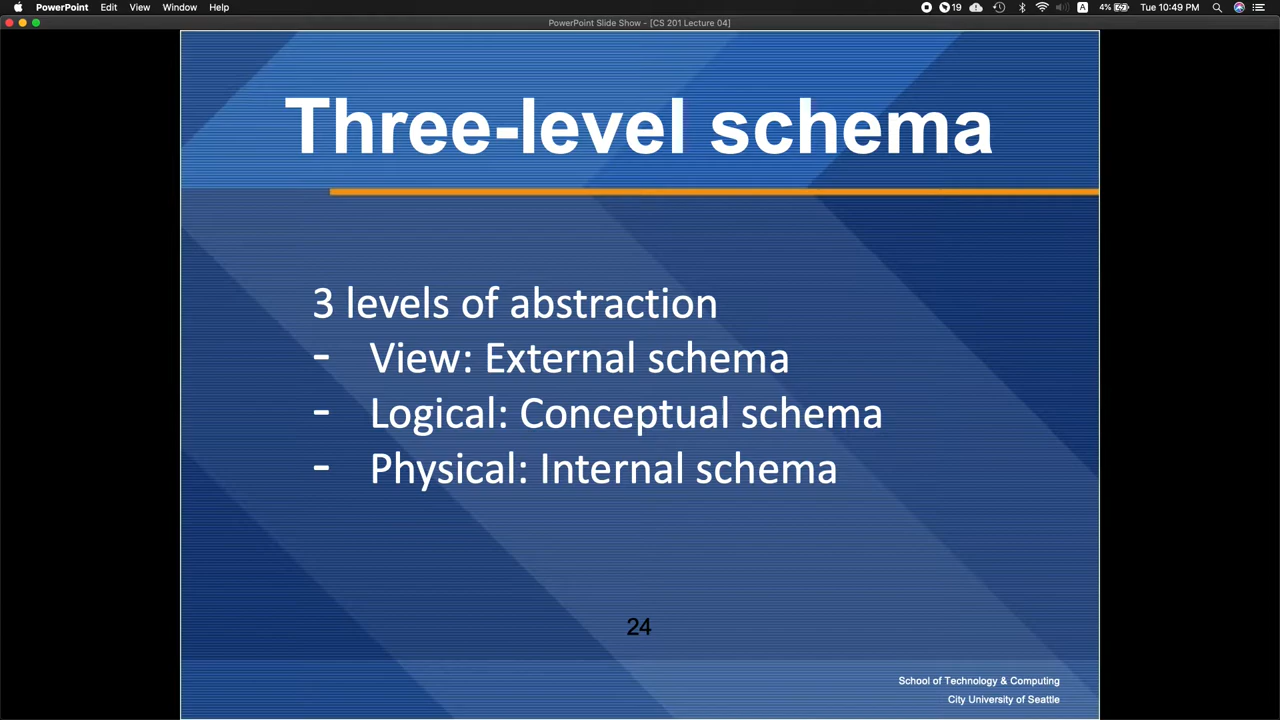 PowerPoint Edit View Window Help 19 A 4% Tue 10:49 PM
PowerPoint Slide Show - [CS 201 Lecture 04]
Three-level schema
3 levels of abstraction
- View: External schema
- Logical: Conceptual schema
- Physical: Internal schema
24
School of Technology & Computing
City University of Seattle